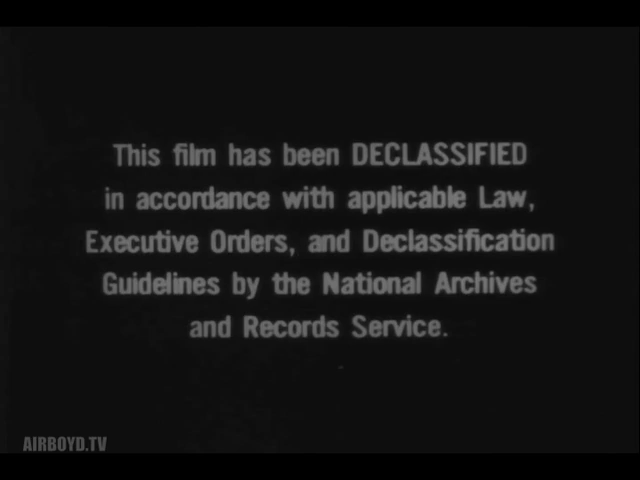 This film has been DECLASSIFIED
in accordance with applicable Law,
Executive Orders, and Declassification
Guidelines by the National Archives
and Records Service.
AIRBOYD.TV